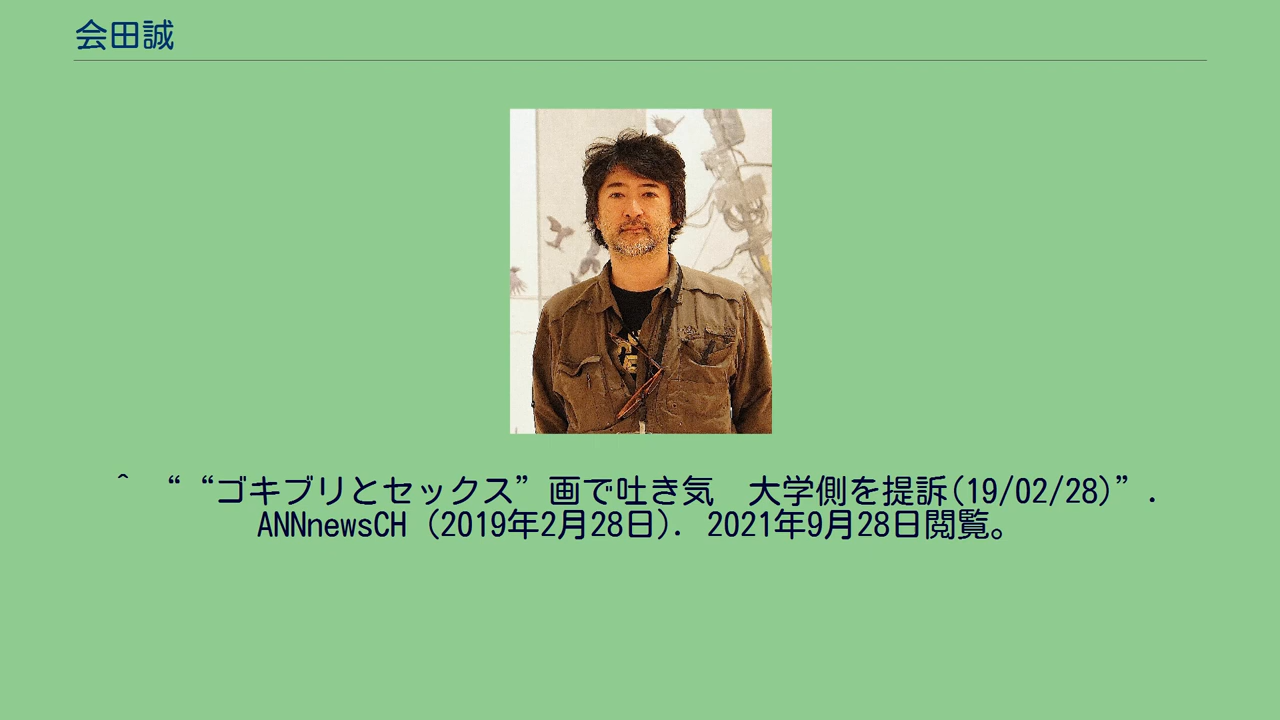 会田誠
^ “ “ゴキブリとセックス”画で吐き気　大学側を提訴(19/02/28)”.
ANNnewsCH (2019年2月28日). 2021年9月28日閲覧。